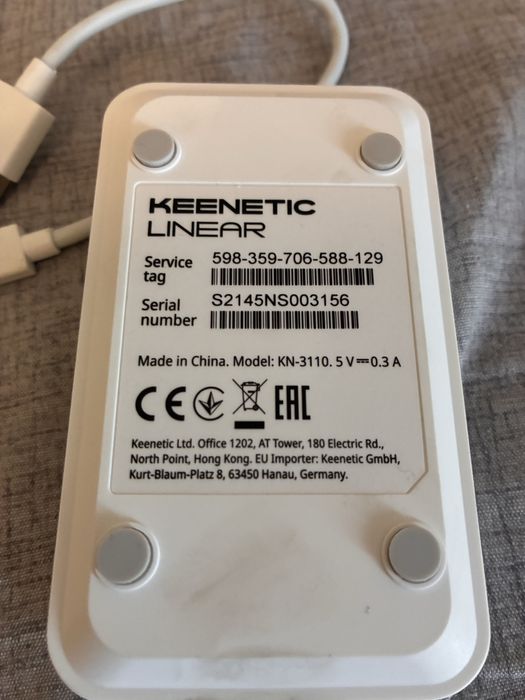 KEENETIC
LINEAR
Service tag 598-359-706-588-129
Serial number S2145NS003156
Made in China. Model: KN-3110. 5 V⎓0.3 A
CE EAC
Keenetic Ltd. Office 1202, AT Tower, 180 Electric Rd.,
North Point, Hong Kong. EU Importer: Keenetic GmbH,
Kurt-Blaum-Platz 8, 63450 Hanau, Germany.